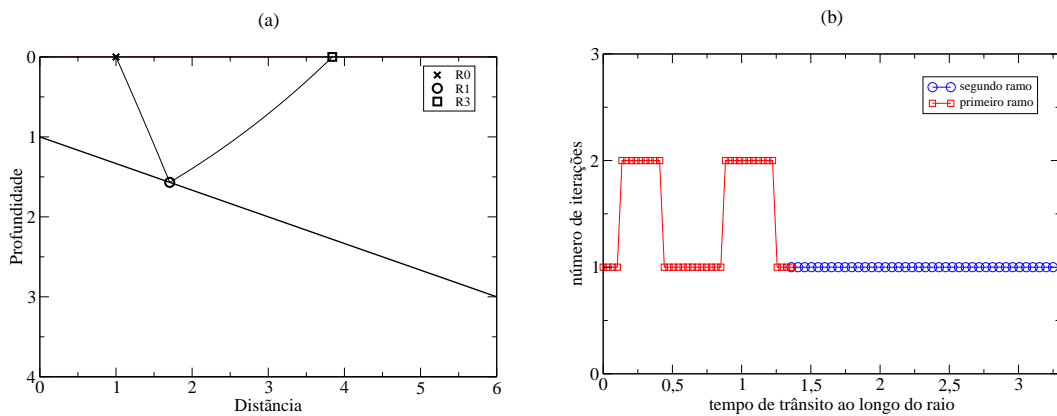 (a)
0
1
2
3
4
Profundidade
0
1
2
3
4
5
6
Distãncia
R0
R1
R3
(b)
3
2
1
0
número de iterações
0
0,5
1
1,5
2
2,5
3
tempo de trânsito ao longo do raio
segundo ramo
primeiro ramo